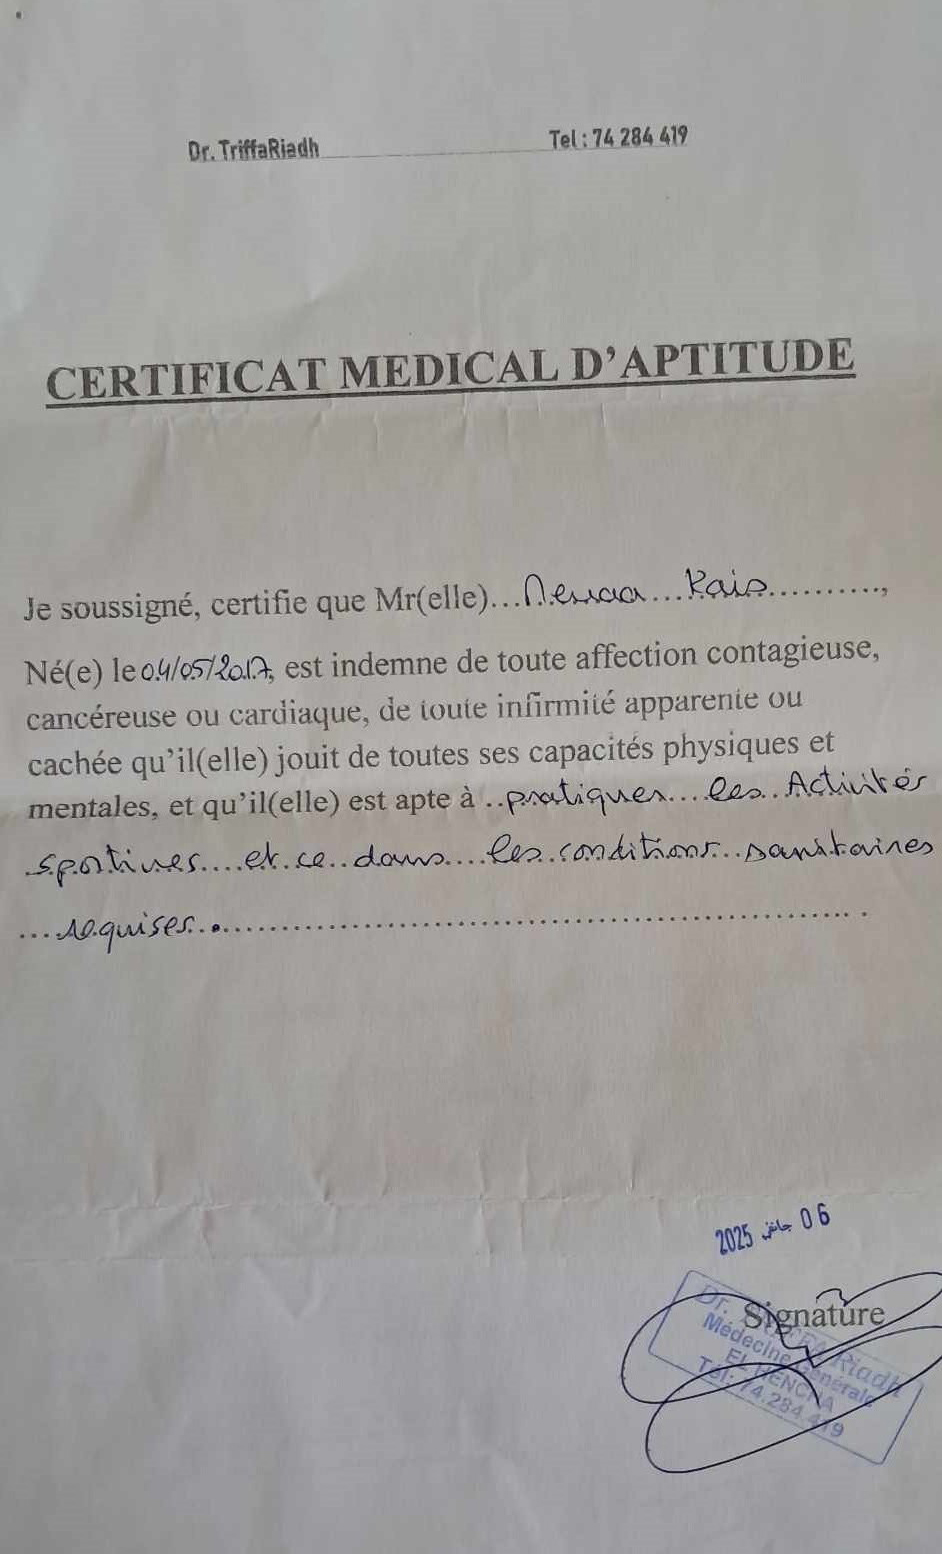 Dr. TriffaRiadh Tel : 74 284 419
CERTIFICAT MEDICAL D'APTITUDE
Je soussigné, certifie que Mr(elle)... ... Kais...........,
Né(e) le 04/05/2017, est indemne de toute affection contagieuse,
cancéreuse ou cardiaque, de toute infirmité apparente ou
cachée qu'il(elle) jouit de toutes ses capacités physiques et
mentales, et qu'il(elle) est apte à ..pratiquer....les..Activités
.sportives....et.ce..dans....les.conditions...sanitaires
...requises........................................................
2025 جانفي 06
Signature
Dr. Riadh
Médecine Générale
EL HENCHA
Tél: 74.284.419